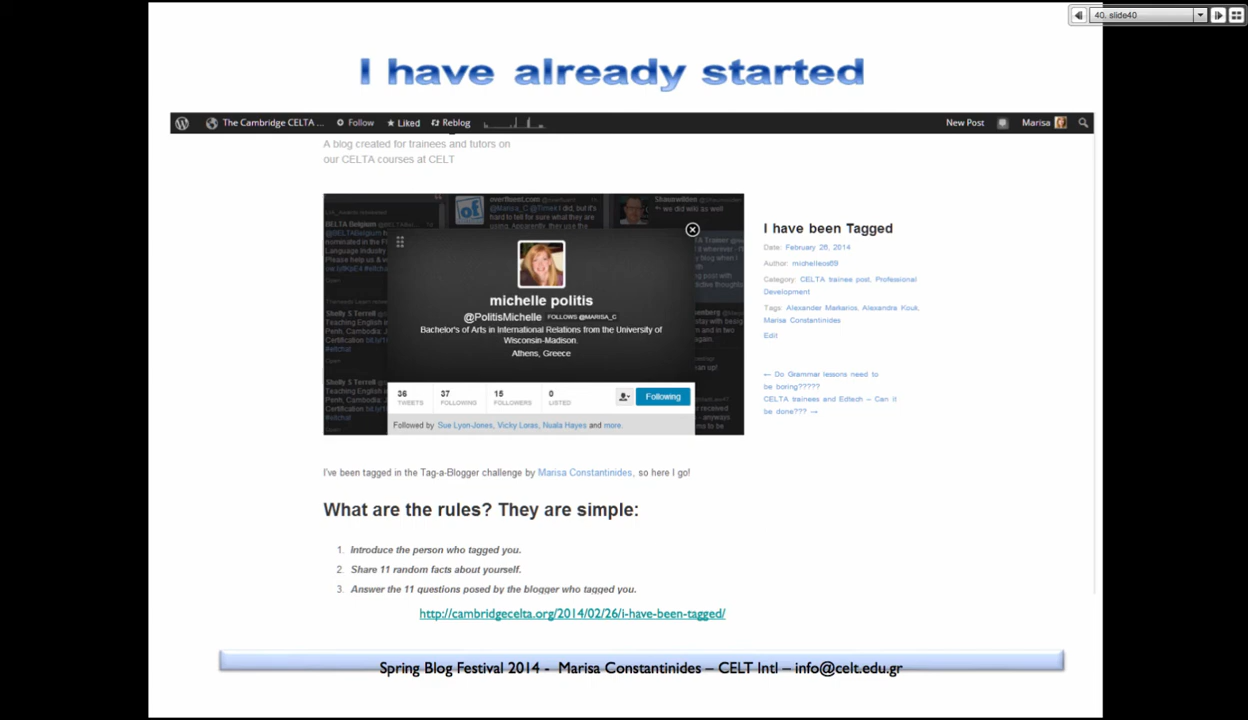 40. slide40
I have already started
The Cambridge CELTA ... Follow Liked Reblog New Post Marisa
A blog created for trainees and tutors on
our CELTA courses at CELT
michelle politis
@PolitisMichelle FOLLOWS @MARISA_C
Bachelor's of Arts in International Relations from the University of
Wisconsin-Madison.
Athens, Greece
36 37 15 0
TWEETS FOLLOWING FOLLOWERS LISTED
Following
Followed by Sue Lyon-Jones, Vicky Loras, Nuala Hayes and more.
I have been Tagged
Date: February 26, 2014
Author: michelleos69
Category: CELTA trainee post, Professional
Development
Tags: Alexander Markarios, Alexandra Kouk,
Marisa Constantinides
Edit
← Do Grammar lessons need to
be boring?????
CELTA trainees and Edtech – Can it
be done??? →
I've been tagged in the Tag-a-Blogger challenge by Marisa Constantinides, so here I go!
What are the rules? They are simple:
1. Introduce the person who tagged you.
2. Share 11 random facts about yourself.
3. Answer the 11 questions posed by the blogger who tagged you.
http://cambridgecelta.org/2014/02/26/i-have-been-tagged/
Spring Blog Festival 2014 - Marisa Constantinides – CELT Intl – info@celt.edu.gr